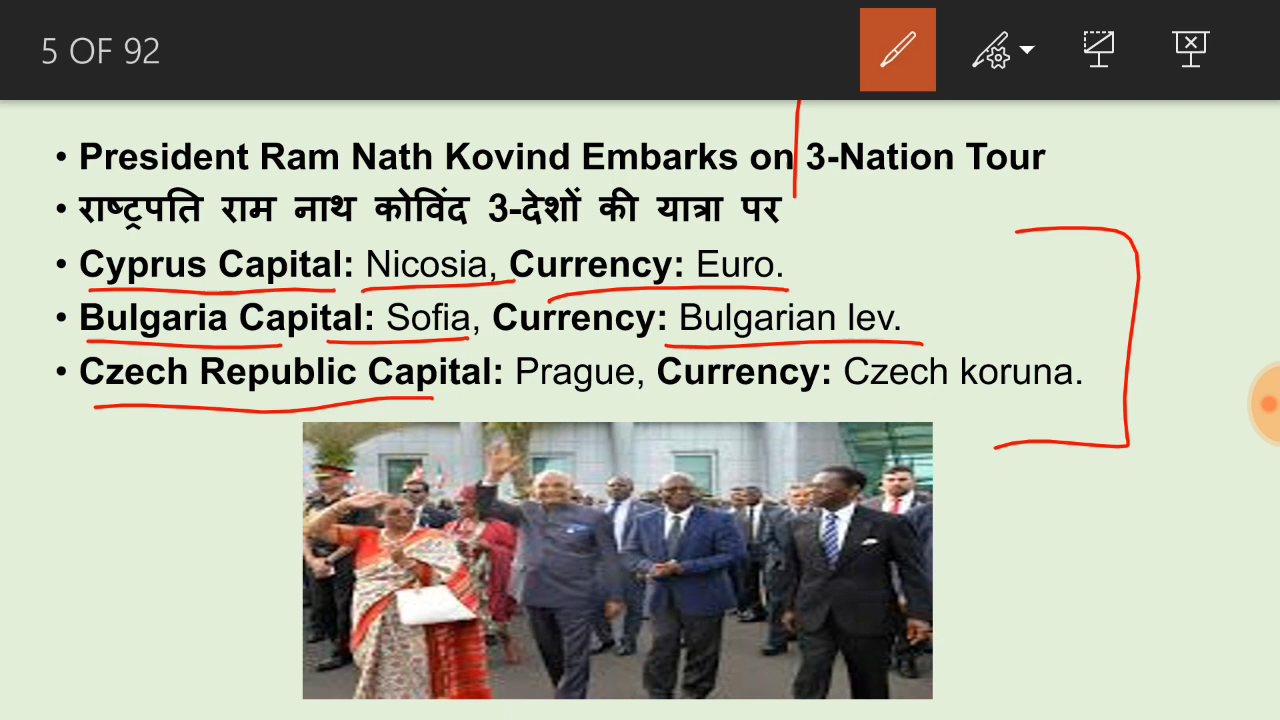 5 OF 92
• President Ram Nath Kovind Embarks on 3-Nation Tour
• राष्ट्रपति राम नाथ कोविंद 3-देशों की यात्रा पर
• Cyprus Capital: Nicosia, Currency: Euro.
• Bulgaria Capital: Sofia, Currency: Bulgarian lev.
• Czech Republic Capital: Prague, Currency: Czech koruna.